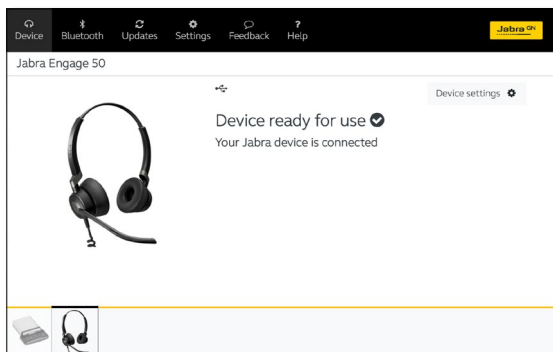 Device Bluetooth Updates Settings Feedback Help Jabra GN
Jabra Engage 50
Device settings
Device ready for use
Your Jabra device is connected